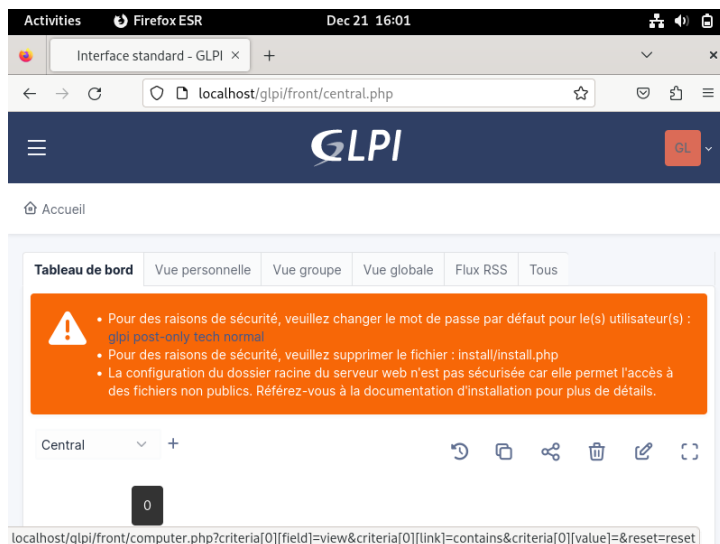 Activities Firefox ESR Dec 21 16:01
Interface standard - GLPI × +
localhost/glpi/front/central.php
GLPI
GL
Accueil
Tableau de bord Vue personnelle Vue groupe Vue globale Flux RSS Tous
• Pour des raisons de sécurité, veuillez changer le mot de passe par défaut pour le(s) utilisateur(s) :
glpi post-only tech normal
• Pour des raisons de sécurité, veuillez supprimer le fichier : install/install.php
• La configuration du dossier racine du serveur web n'est pas sécurisée car elle permet l'accès à
des fichiers non publics. Référez-vous à la documentation d'installation pour plus de détails.
Central +
0
localhost/glpi/front/computer.php?criteria[0][field]=view&criteria[0][link]=contains&criteria[0][value]=&reset=reset